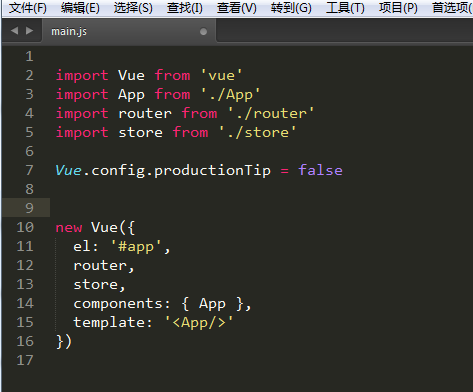 文件(F) 编辑(E) 选择(S) 查找(I) 查看(V) 转到(G) 工具(T) 项目(P) 首选项(
main.js
1
2 import Vue from 'vue'
3 import App from './App'
4 import router from './router'
5 import store from './store'
6
7 Vue.config.productionTip = false
8
9
10 new Vue({
11 el: '#app',
12 router,
13 store,
14 components: { App },
15 template: '<App/>'
16 })
17